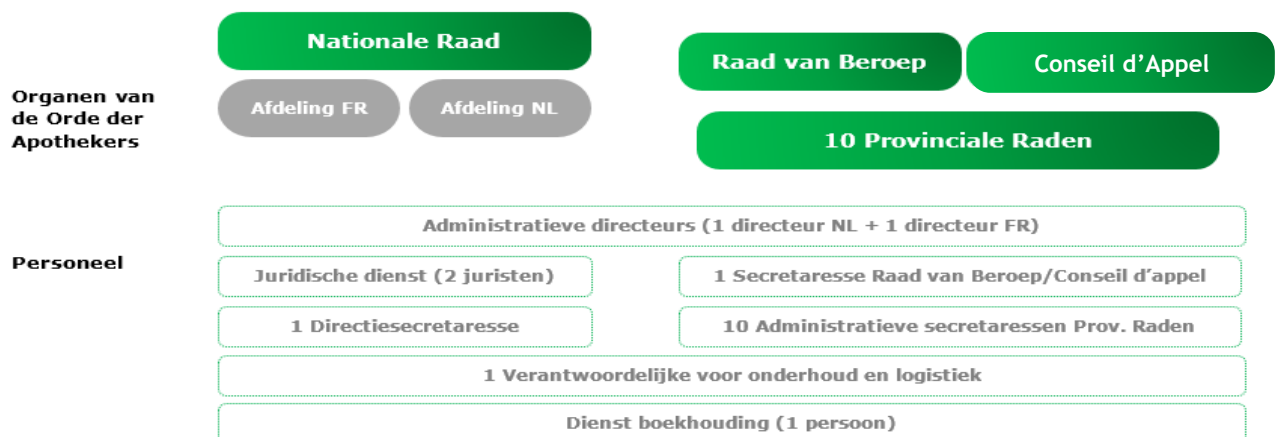 Nationale Raad
Raad van Beroep
Conseil d’Appel
Organen van
de Orde der
Apothekers
Afdeling FR
Afdeling NL
10 Provinciale Raden
Administratieve directeurs (1 directeur NL + 1 directeur FR)
Personeel
Juridische dienst (2 juristen)
1 Secretaresse Raad van Beroep/Conseil d’appel
1 Directiesecretaresse
10 Administratieve secretaressen Prov. Raden
1 Verantwoordelijke voor onderhoud en logistiek
Dienst boekhouding (1 persoon)